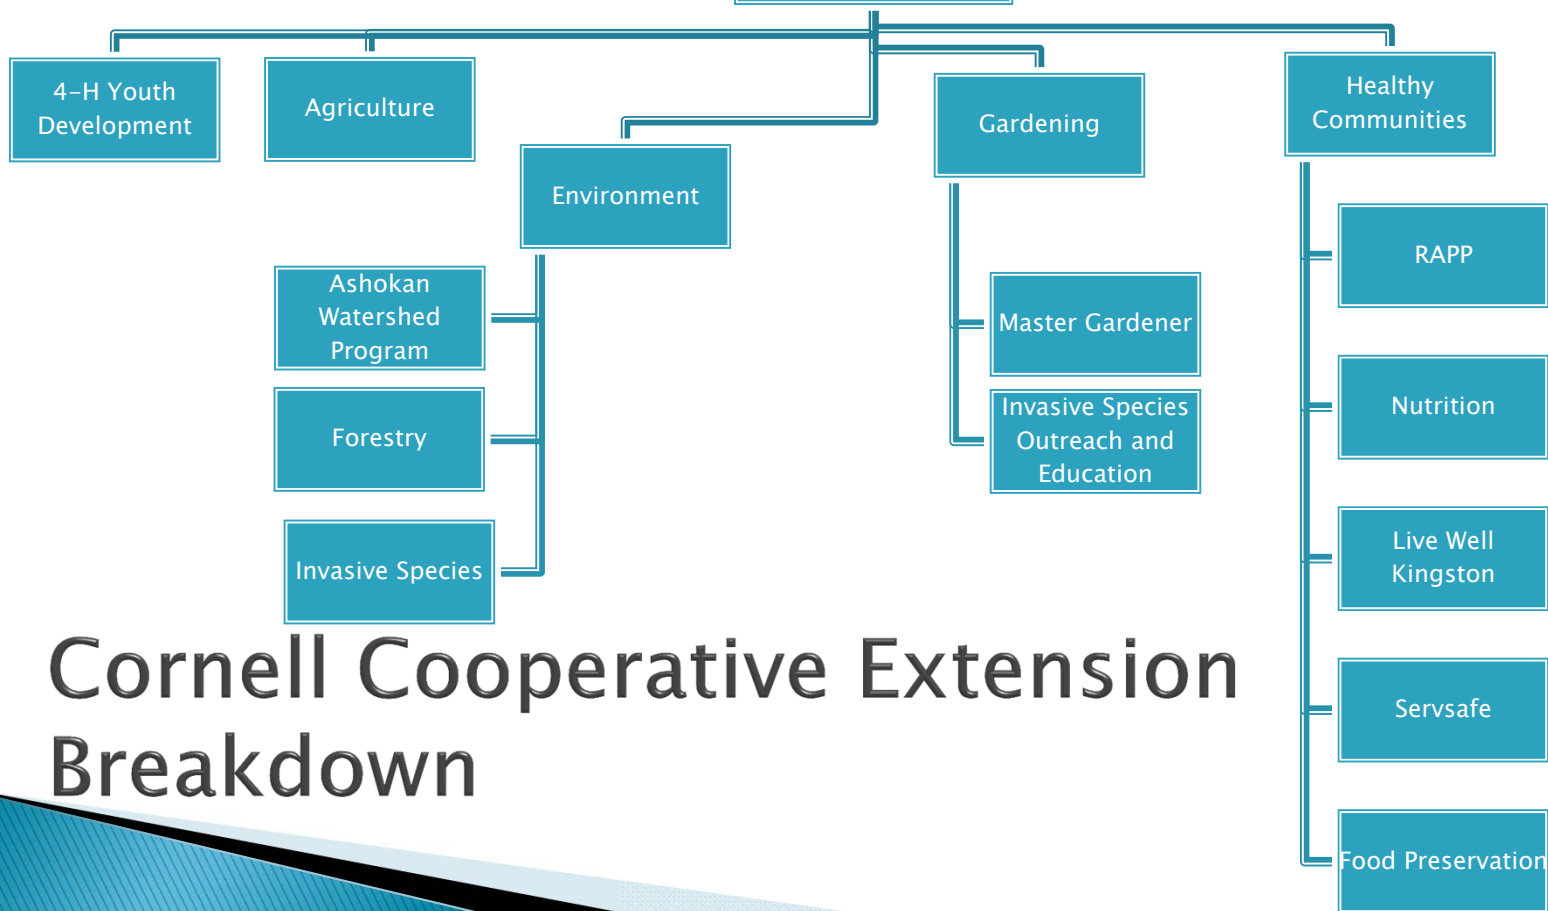 4-H Youth
Development
Agriculture
Environment
Ashokan
Watershed
Program
Forestry
Invasive Species
Gardening
Master Gardener
Invasive Species
Outreach and
Education
Healthy
Communities
RAPP
Nutrition
Live Well
Kingston
Servsafe
Food Preservation
Cornell Cooperative Extension
Breakdown